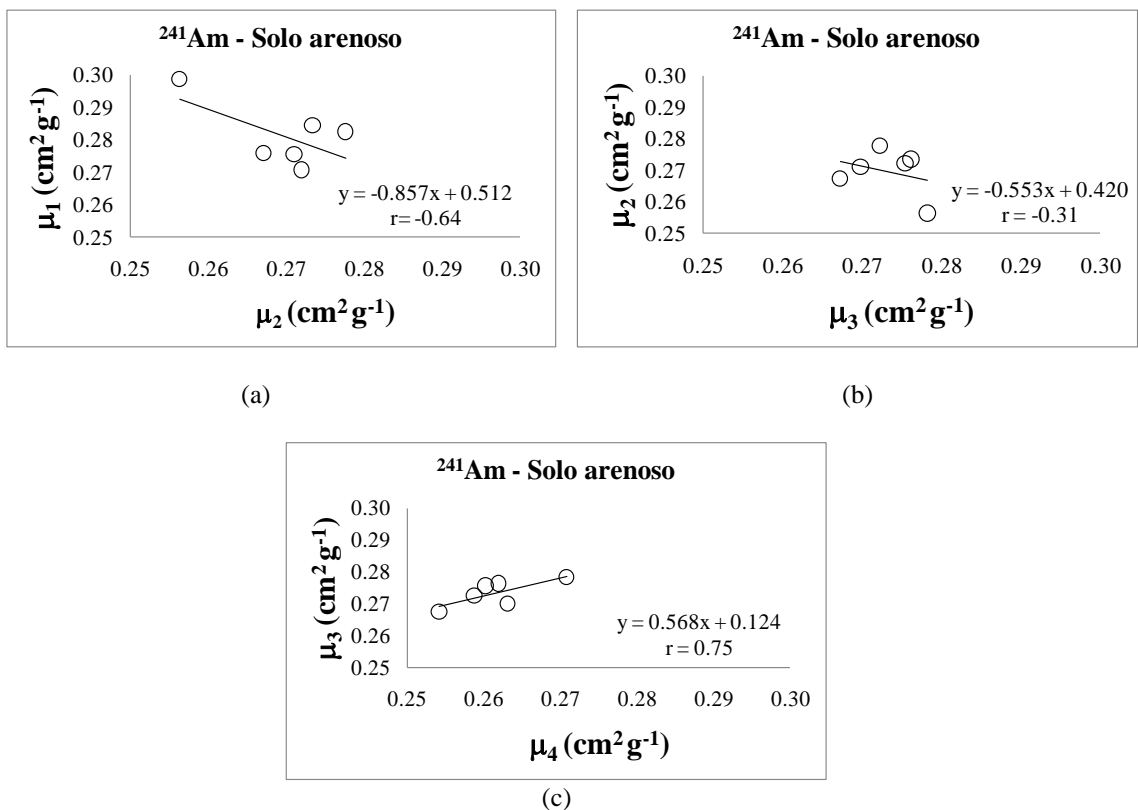 ²⁴¹Am - Solo arenoso
0.30
0.29
0.28
0.27
0.26
0.25
μ₁ (cm² g⁻¹)
y = -0.857x + 0.512
r= -0.64
0.25 0.26 0.27 0.28 0.29 0.30
μ₂ (cm² g⁻¹)
(a)
²⁴¹Am - Solo arenoso
0.30
0.29
0.28
0.27
0.26
0.25
μ₂ (cm² g⁻¹)
y = -0.553x + 0.420
r = -0.31
0.25 0.26 0.27 0.28 0.29 0.30
μ₃ (cm² g⁻¹)
(b)
²⁴¹Am - Solo arenoso
0.30
0.29
0.28
0.27
0.26
0.25
μ₃ (cm² g⁻¹)
y = 0.568x + 0.124
r = 0.75
0.25 0.26 0.27 0.28 0.29 0.30
μ₄ (cm² g⁻¹)
(c)